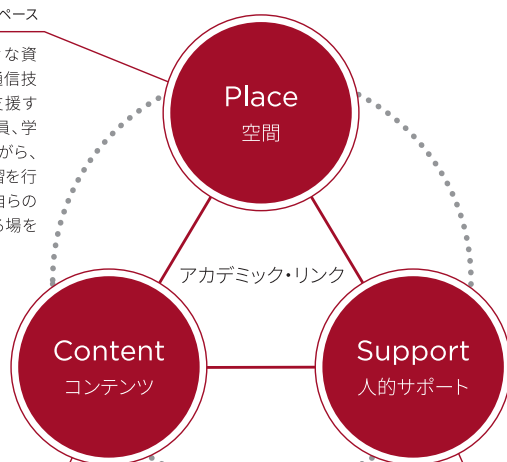 ペース
な資
通信技
支援す
員、学
がら、
習を行
自らの
る場を
Place
空間
アカデミック・リンク
Content
コンテンツ
Support
人的サポート